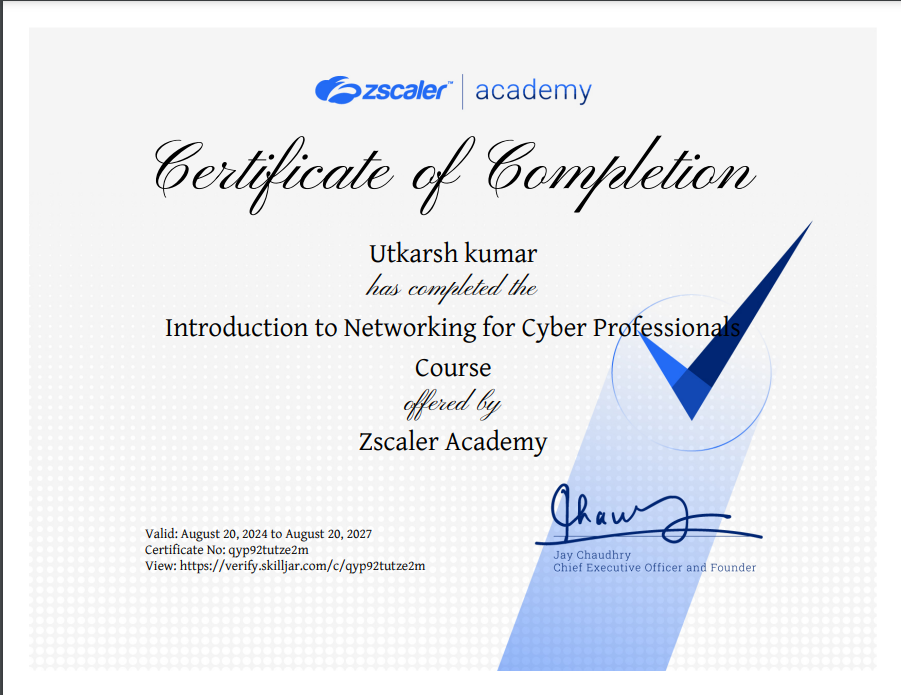 zscaler™ | academy
Certificate of Completion
Utkarsh kumar
has completed the
Introduction to Networking for Cyber Professionals
Course
offered by
Zscaler Academy
Valid: August 20, 2024 to August 20, 2027
Certificate No: qyp92tutze2m
View: https://verify.skilljar.com/c/qyp92tutze2m
Jay Chaudhry
Chief Executive Officer and Founder